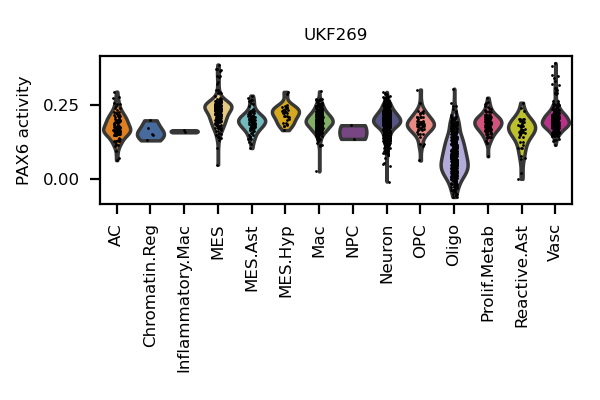 UKF269
PAX6 activity
0.25
0.00
AC
Chromatin.Reg
Inflammatory.Mac
MES
MES.Ast
MES.Hyp
Mac
NPC
Neuron
OPC
Oligo
Prolif.Metab
Reactive.Ast
Vasc